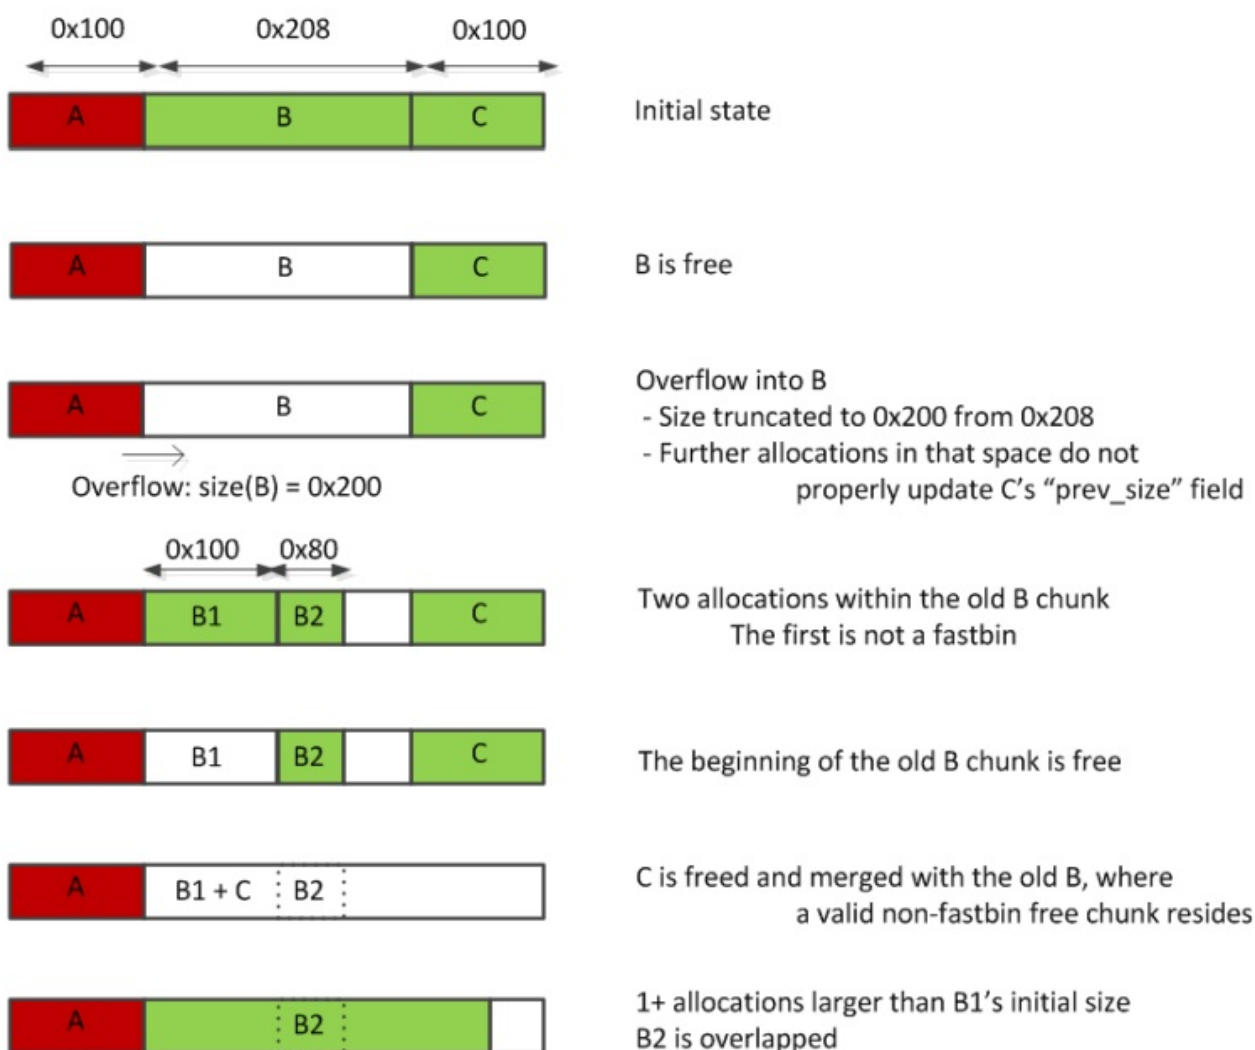 0x100 0x208 0x100
A B C Initial state
A B C B is free
Overflow into B
A B C - Size truncated to 0x200 from 0x208
- Further allocations in that space do not
properly update C's “prev_size” field
Overflow: size(B) = 0x200
0x100 0x80
A B1 B2 C Two allocations within the old B chunk
The first is not a fastbin
A B1 B2 C The beginning of the old B chunk is free
A B1 + C B2 C is freed and merged with the old B, where
a valid non-fastbin free chunk resides
A B2 1+ allocations larger than B1's initial size
B2 is overlapped